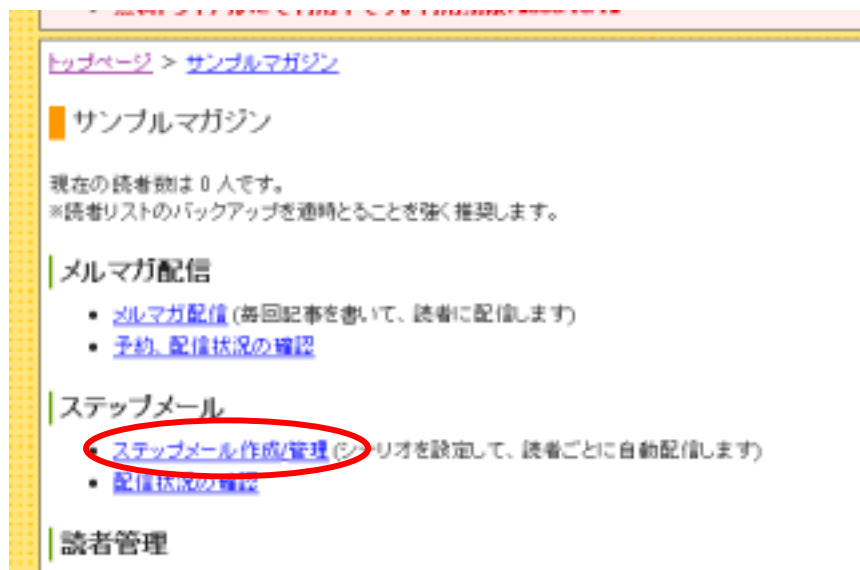 トップページ > サンプルマガジン
サンプルマガジン
現在の読者数は 0 人です。
※読者リストのバックアップを適時とることを強く推奨します。
メルマガ配信
メルマガ配信 (毎回記事を書いて、読者に配信します)
予約、配信状況の確認
ステップメール
ステップメール作成/管理 (シナリオを設定して、読者ごとに自動配信します)
配信状況の確認
読者管理